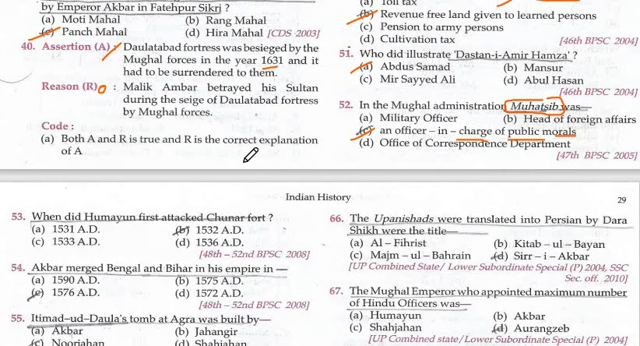 by Emperor Akbar in Fatehpur Sikri ?
(a) Moti Mahal (b) Rang Mahal
(c) Panch Mahal (d) Hira Mahal [CDS 2003]
40. Assertion (A) : Daulatabad fortress was besieged by the
Mughal forces in the year 1631 and it
had to be surrendered to them.
Reason (R) : Malik Ambar betrayed his Sultan
during the seige of Daulatabad fortress
by Mughal forces.
Code :
(a) Both A and R is true and R is the correct explanation
of A
(a) Toll tax
(b) Revenue free land given to learned persons
(c) Pension to army persons
(d) Cultivation tax [46th BPSC 2004]
51. Who did illustrate 'Dastan-i-Amir Hamza' ?
(a) Abdus Samad (b) Mansur
(c) Mir Sayyed Ali (d) Abul Hasan
[46th BPSC 2004]
52. In the Mughal administration Muhatsib was—
(a) Military Officer (b) Head of foreign affairs
(c) an officer – in – charge of public morals
(d) Office of Correspondence Department
[47th BPSC 2005]
Indian History 29
53. When did Humayun first attacked Chunar fort ?
(a) 1531 A.D. (b) 1532 A.D.
(c) 1533 A.D. (d) 1536 A.D.
[48th – 52nd BPSC 2008]
54. Akbar merged Bengal and Bihar in his empire in —
(a) 1590 A.D. (b) 1575 A.D.
(c) 1576 A.D. (d) 1572 A.D.
[48th – 52nd BPSC 2008]
55. Itimad–ud–Daula's tomb at Agra was built by—
(a) Akbar (b) Jahangir
(c) Noorjahan (d) Shahjahan
66. The Upanishads were translated into Persian by Dara
Shikh were the title—
(a) Al – Fihrist (b) Kitab – ul – Bayan
(c) Majm – ul – Bahrain (d) Sirr – i – Akbar
[UP Combined State/ Lower Subordinate Special (P) 2004, SSC
Sec. off. 2010]
67. The Mughal Emperor who appointed maximum number
of Hindu Officers was—
(a) Humayun (b) Akbar
(c) Shahjahan (d) Aurangzeb
[UP Combined state/ Lower Subordinate Special (P) 2004]